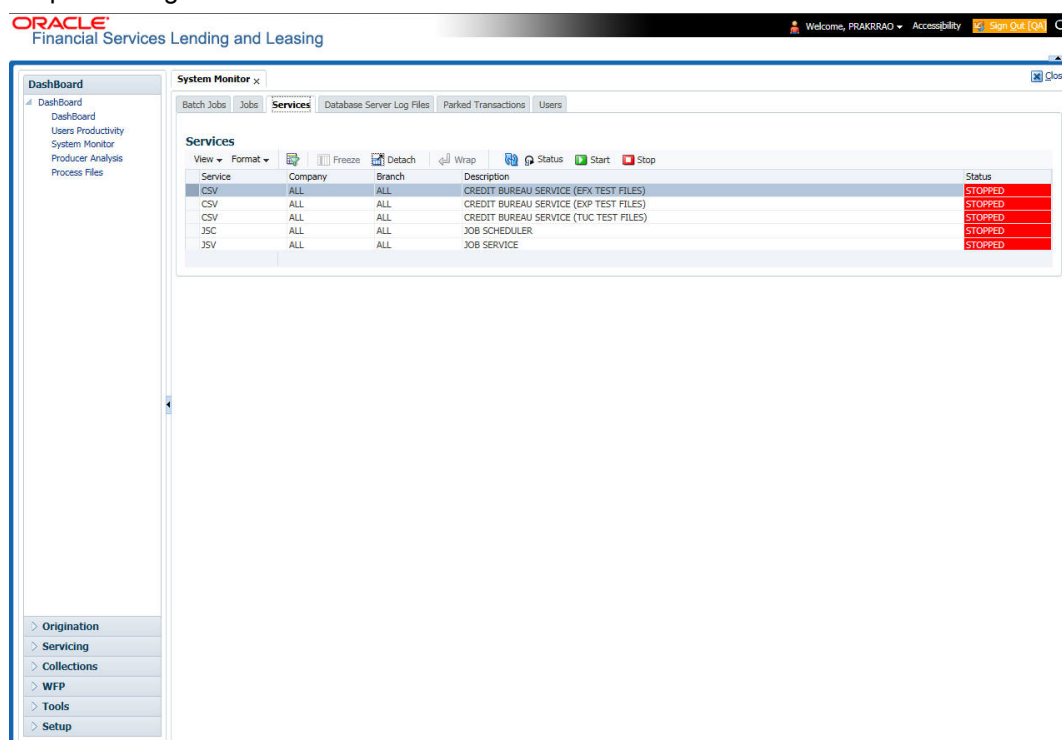 ORACLE
Financial Services Lending and Leasing
Welcome, PRAKRRAO Accessibility Sign Out [QA]
DashBoard
DashBoard
DashBoard
Users Productivity
System Monitor
Producer Analysis
Process Files
Origination
Servicing
Collections
WFP
Tools
Setup
System Monitor x
Clos
Batch Jobs Jobs Services Database Server Log Files Parked Transactions Users
Services
View Format Freeze Detach Wrap Status Start Stop
Service Company Branch Description Status
CSV ALL ALL CREDIT BUREAU SERVICE (EFX TEST FILES) STOPPED
CSV ALL ALL CREDIT BUREAU SERVICE (EXP TEST FILES) STOPPED
CSV ALL ALL CREDIT BUREAU SERVICE (TUC TEST FILES) STOPPED
JSC ALL ALL JOB SCHEDULER STOPPED
JSV ALL ALL JOB SERVICE STOPPED